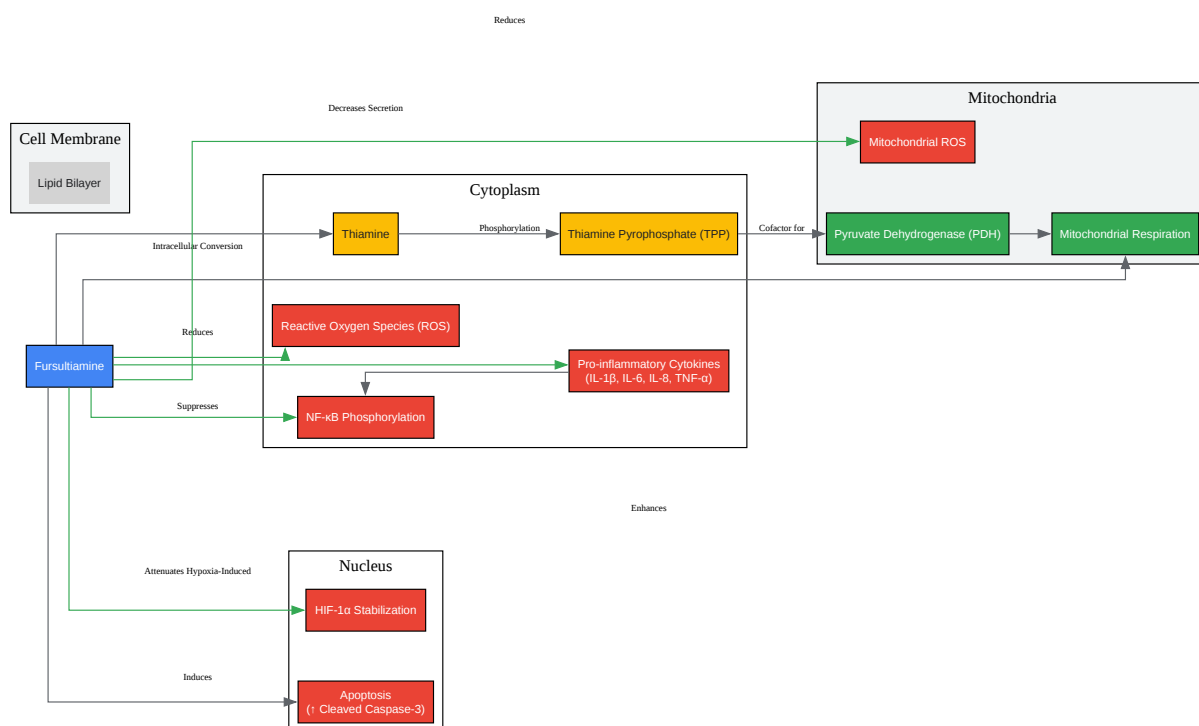 Reduces
Mitochondria
Decreases Secretion
Cell Membrane
Mitochondrial ROS
Lipid Bilayer
Cytoplasm
Thiamine
Phosphorylation
Thiamine Pyrophosphate (TPP)
Cofactor for
Pyruvate Dehydrogenase (PDH)
Mitochondrial Respiration
Intracellular Conversion
Reactive Oxygen Species (ROS)
Reduces
Fursultiamine
Pro-inflammatory Cytokines
(IL-1β, IL-6, IL-8, TNF-α)
Suppresses
NF-κB Phosphorylation
Enhances
Nucleus
Attenuates Hypoxia-Induced
HIF-1α Stabilization
Induces
Apoptosis
(↑ Cleaved Caspase-3)